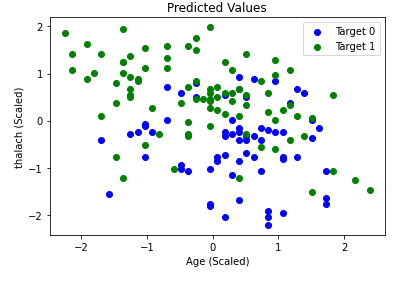 Predicted Values
Target 0
Target 1
thalach (Scaled)
2
1
0
−1
−2
−2
−1
0
1
2
Age (Scaled)